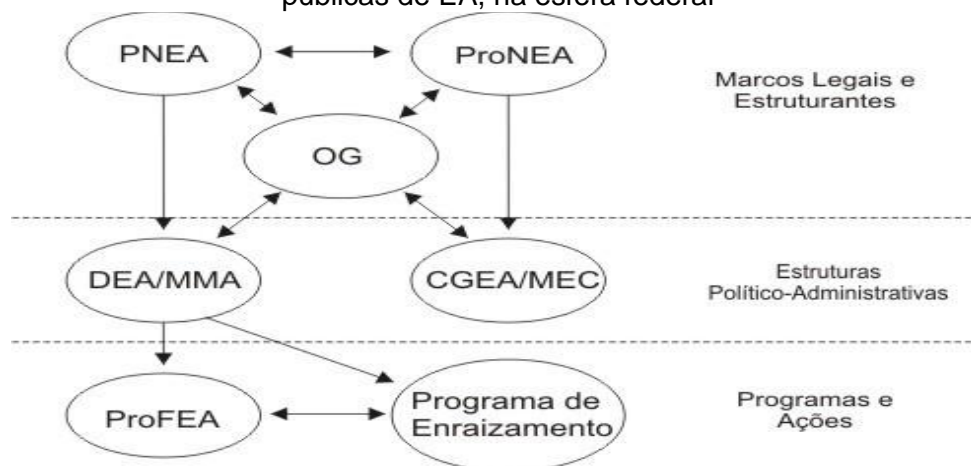 públicas de EA, na esfera federal
PNEA
ProNEA
Marcos Legais e
Estruturantes
OG
DEA/MMA
CGEA/MEC
Estruturas
Político-Administrativas
ProFEA
Programa de
Enraizamento
Programas e
Ações